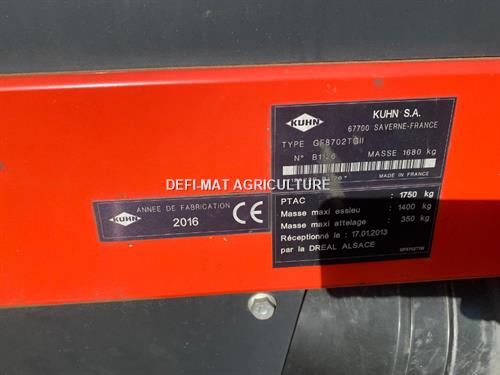 KUHN
KUHN S.A.
67700 SAVERNE-FRANCE
TYPE GF8702TGII
N° B1126 MASSE 1680 kg
MADE IN FRANCE
DEFI-MAT AGRICULTURE
KUHN
ANNEE DE FABRICATION
2016
CE
PTAC : 1750 kg
Masse maxi essieu : 1400 kg
Masse maxi attelage : 350 kg
Réceptionné le : 17.01.2013
par la DREAL ALSACE